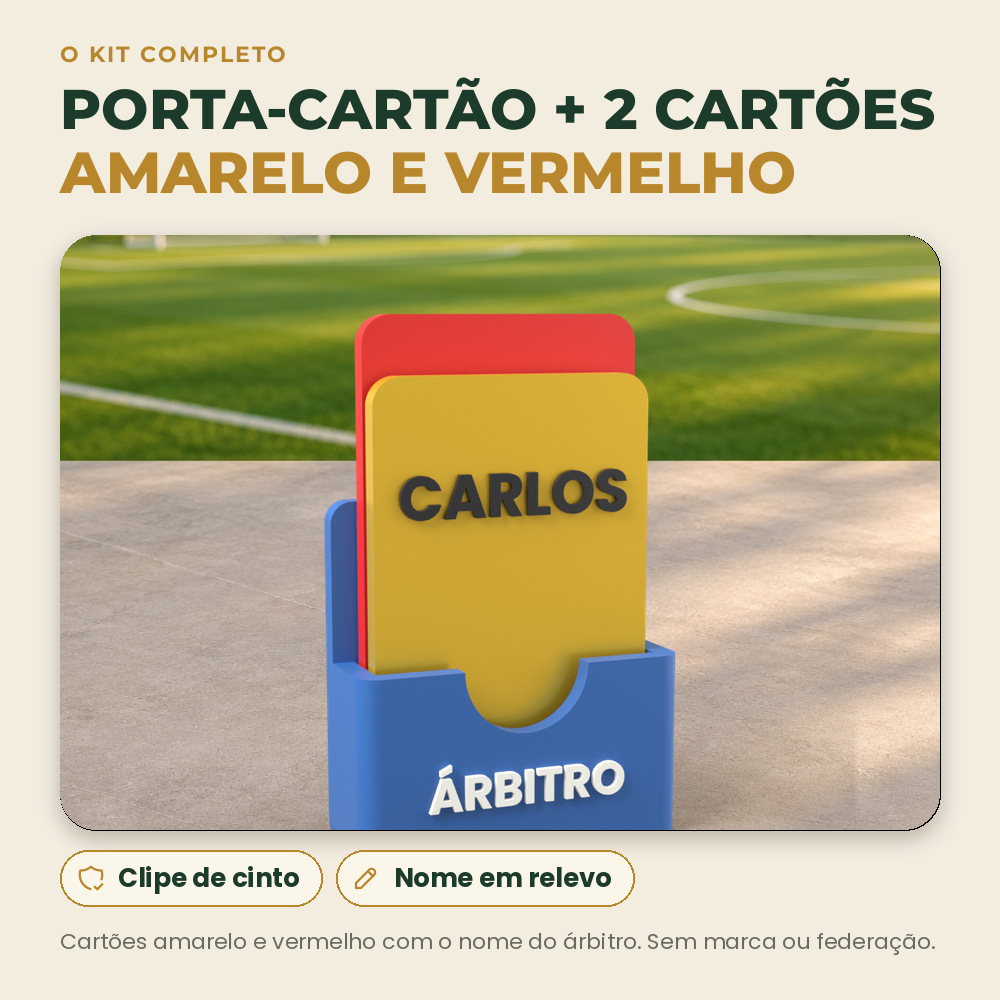 O KIT COMPLETO
PORTA-CARTÃO + 2 CARTÕES
AMARELO E VERMELHO
CARLOS
ÁRBITRO
Clipe de cinto
Nome em relevo
Cartões amarelo e vermelho com o nome do árbitro. Sem marca ou federação.